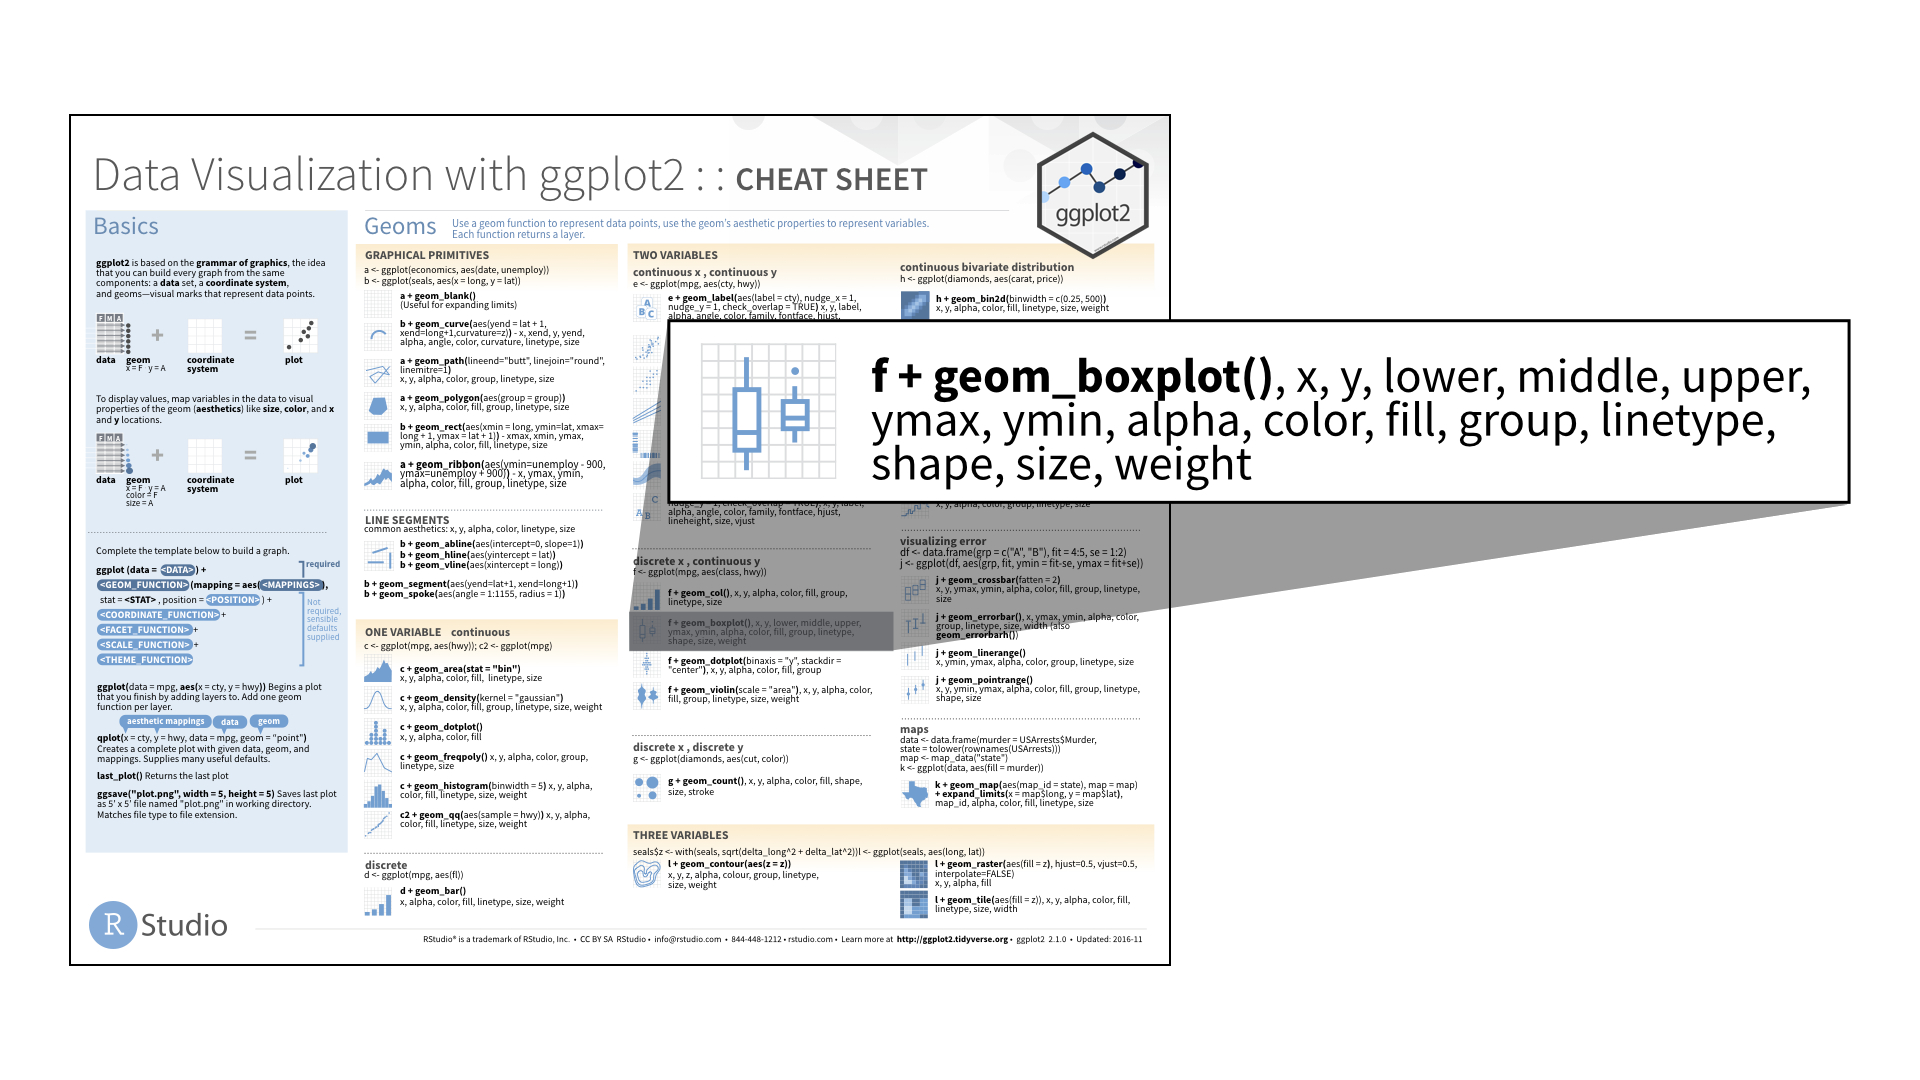 Data Visualization with ggplot2 : : CHEAT SHEET
ggplot2
Basics
ggplot2 is based on the grammar of graphics, the idea
that you can build every graph from the same
components: a data set, a coordinate system,
and geoms—visual marks that represent data points.
F M A
+ =
data geom coordinate plot
x = F y = A system
To display values, map variables in the data to visual
properties of the geom (aesthetics) like size, color, and x
and y locations.
F M A
+ =
data geom coordinate plot
x = F y = A system
color = F
size = A
Complete the template below to build a graph.
required
ggplot (data = <DATA>) +
<GEOM_FUNCTION>(mapping = aes(<MAPPINGS>),
stat = <STAT> , position = <POSITION>) +
<COORDINATE_FUNCTION>+
<FACET_FUNCTION>+
<SCALE_FUNCTION>+
<THEME_FUNCTION>
Not
required,
sensible
defaults
supplied
ggplot(data = mpg, aes(x = cty, y = hwy)) Begins a plot
that you finish by adding layers to. Add one geom
function per layer.
aesthetic mappings data geom
qplot(x = cty, y = hwy, data = mpg, geom = “point")
Creates a complete plot with given data, geom, and
mappings. Supplies many useful defaults.
last_plot() Returns the last plot
ggsave("plot.png", width = 5, height = 5) Saves last plot
as 5’ x 5’ file named "plot.png" in working directory.
Matches file type to file extension.
Geoms
Use a geom function to represent data points, use the geom’s aesthetic properties to represent variables.
Each function returns a layer.
GRAPHICAL PRIMITIVES
a <- ggplot(economics, aes(date, unemploy))
b <- ggplot(seals, aes(x = long, y = lat))
a + geom_blank()
(Useful for expanding limits)
b + geom_curve(aes(yend = lat + 1,
xend=long+1,curvature=z)) - x, xend, y, yend,
alpha, angle, color, curvature, linetype, size
a + geom_path(lineend="butt", linejoin="round",
linemitre=1)
x, y, alpha, color, group, linetype, size
a + geom_polygon(aes(group = group))
x, y, alpha, color, fill, group, linetype, size
b + geom_rect(aes(xmin = long, ymin=lat, xmax=
long + 1, ymax = lat + 1)) - xmax, xmin, ymax,
ymin, alpha, color, fill, linetype, size
a + geom_ribbon(aes(ymin=unemploy - 900,
ymax=unemploy + 900)) - x, ymax, ymin,
alpha, color, fill, group, linetype, size
LINE SEGMENTS
common aesthetics: x, y, alpha, color, linetype, size
b + geom_abline(aes(intercept=0, slope=1))
b + geom_hline(aes(yintercept = lat))
b + geom_vline(aes(xintercept = long))
b + geom_segment(aes(yend=lat+1, xend=long+1))
b + geom_spoke(aes(angle = 1:1155, radius = 1))
ONE VARIABLE continuous
c <- ggplot(mpg, aes(hwy)); c2 <- ggplot(mpg)
c + geom_area(stat = "bin")
x, y, alpha, color, fill, linetype, size
c + geom_density(kernel = "gaussian")
x, y, alpha, color, fill, group, linetype, size, weight
c + geom_dotplot()
x, y, alpha, color, fill
c + geom_freqpoly() x, y, alpha, color, group,
linetype, size
c + geom_histogram(binwidth = 5) x, y, alpha,
color, fill, linetype, size, weight
c2 + geom_qq(aes(sample = hwy)) x, y, alpha,
color, fill, linetype, size, weight
discrete
d <- ggplot(mpg, aes(fl))
d + geom_bar()
x, alpha, color, fill, linetype, size, weight
TWO VARIABLES
continuous x , continuous y
e <- ggplot(mpg, aes(cty, hwy))
A
B C
e + geom_label(aes(label = cty), nudge_x = 1,
nudge_y = 1, check_overlap = TRUE) x, y, label,
alpha, angle, color, family, fontface, hjust,
f + geom_boxplot(), x, y, lower, middle, upper,
ymax, ymin, alpha, color, fill, group, linetype,
shape, size, weight
C
A B
nudge_y = 1, check_overlap = TRUE) x, y, label,
alpha, angle, color, family, fontface, hjust,
lineheight, size, vjust
discrete x , continuous y
f <- ggplot(mpg, aes(class, hwy))
f + geom_col(), x, y, alpha, color, fill, group,
linetype, size
f + geom_boxplot(), x, y, lower, middle, upper,
ymax, ymin, alpha, color, fill, group, linetype,
shape, size, weight
f + geom_dotplot(binaxis = "y", stackdir =
"center"), x, y, alpha, color, fill, group
f + geom_violin(scale = "area"), x, y, alpha, color,
fill, group, linetype, size, weight
discrete x , discrete y
g <- ggplot(diamonds, aes(cut, color))
g + geom_count(), x, y, alpha, color, fill, shape,
size, stroke
continuous bivariate distribution
h <- ggplot(diamonds, aes(carat, price))
h + geom_bin2d(binwidth = c(0.25, 500))
x, y, alpha, color, fill, linetype, size, weight
x, y, alpha, color, group, linetype, size
visualizing error
df <- data.frame(grp = c("A", "B"), fit = 4:5, se = 1:2)
j <- ggplot(df, aes(grp, fit, ymin = fit-se, ymax = fit+se))
j + geom_crossbar(fatten = 2)
x, y, ymax, ymin, alpha, color, fill, group, linetype,
size
j + geom_errorbar(), x, ymax, ymin, alpha, color,
group, linetype, size, width (also
geom_errorbarh())
j + geom_linerange()
x, ymin, ymax, alpha, color, group, linetype, size
j + geom_pointrange()
x, y, ymin, ymax, alpha, color, fill, group, linetype,
shape, size
maps
data <- data.frame(murder = USArrests$Murder,
state = tolower(rownames(USArrests)))
map <- map_data("state")
k <- ggplot(data, aes(fill = murder))
k + geom_map(aes(map_id = state), map = map)
+ expand_limits(x = map$long, y = map$lat),
map_id, alpha, color, fill, linetype, size
THREE VARIABLES
seals$z <- with(seals, sqrt(delta_long^2 + delta_lat^2))l <- ggplot(seals, aes(long, lat))
l + geom_contour(aes(z = z))
x, y, z, alpha, colour, group, linetype,
size, weight
l + geom_raster(aes(fill = z), hjust=0.5, vjust=0.5,
interpolate=FALSE)
x, y, alpha, fill
l + geom_tile(aes(fill = z)), x, y, alpha, color, fill,
linetype, size, width
R Studio
RStudio® is a trademark of RStudio, Inc. • CC BY SA RStudio • info@rstudio.com • 844-448-1212 • rstudio.com • Learn more at http://ggplot2.tidyverse.org • ggplot2 2.1.0 • Updated: 2016-11